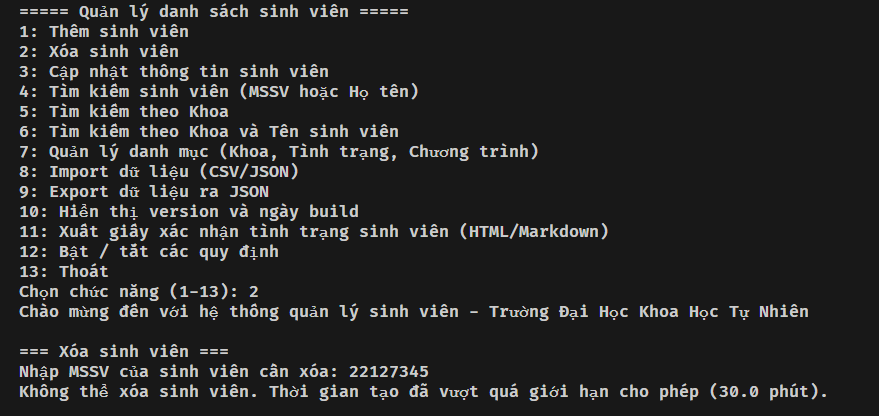 ===== Quản lý danh sách sinh viên =====
1: Thêm sinh viên
2: Xóa sinh viên
3: Cập nhật thông tin sinh viên
4: Tìm kiếm sinh viên (MSSV hoặc Họ tên)
5: Tìm kiếm theo Khoa
6: Tìm kiếm theo Khoa và Tên sinh viên
7: Quản lý danh mục (Khoa, Tình trạng, Chương trình)
8: Import dữ liệu (CSV/JSON)
9: Export dữ liệu ra JSON
10: Hiển thị version và ngày build
11: Xuất giấy xác nhận tình trạng sinh viên (HTML/Markdown)
12: Bật / tắt các quy định
13: Thoát
Chọn chức năng (1-13): 2
Chào mừng đến với hệ thống quản lý sinh viên - Trường Đại Học Khoa Học Tự Nhiên
=== Xóa sinh viên ===
Nhập MSSV của sinh viên cần xóa: 22127345
Không thể xóa sinh viên. Thời gian tạo đã vượt quá giới hạn cho phép (30.0 phút).